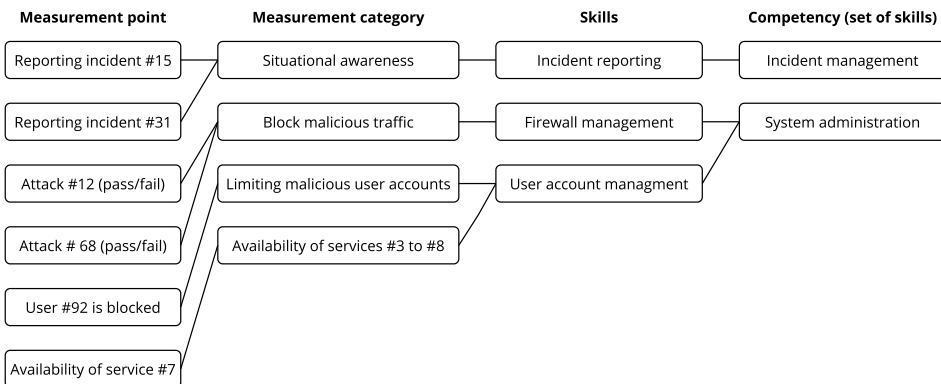 Measurement point
Measurement category
Skills
Competency (set of skills)
Reporting incident #15
Situational awareness
Incident reporting
Incident management
Reporting incident #31
Block malicious traffic
Firewall management
System administration
Attack #12 (pass/fail)
Limiting malicious user accounts
User account managment
Attack # 68 (pass/fail)
Availability of services #3 to #8
User #92 is blocked
Availability of service #7